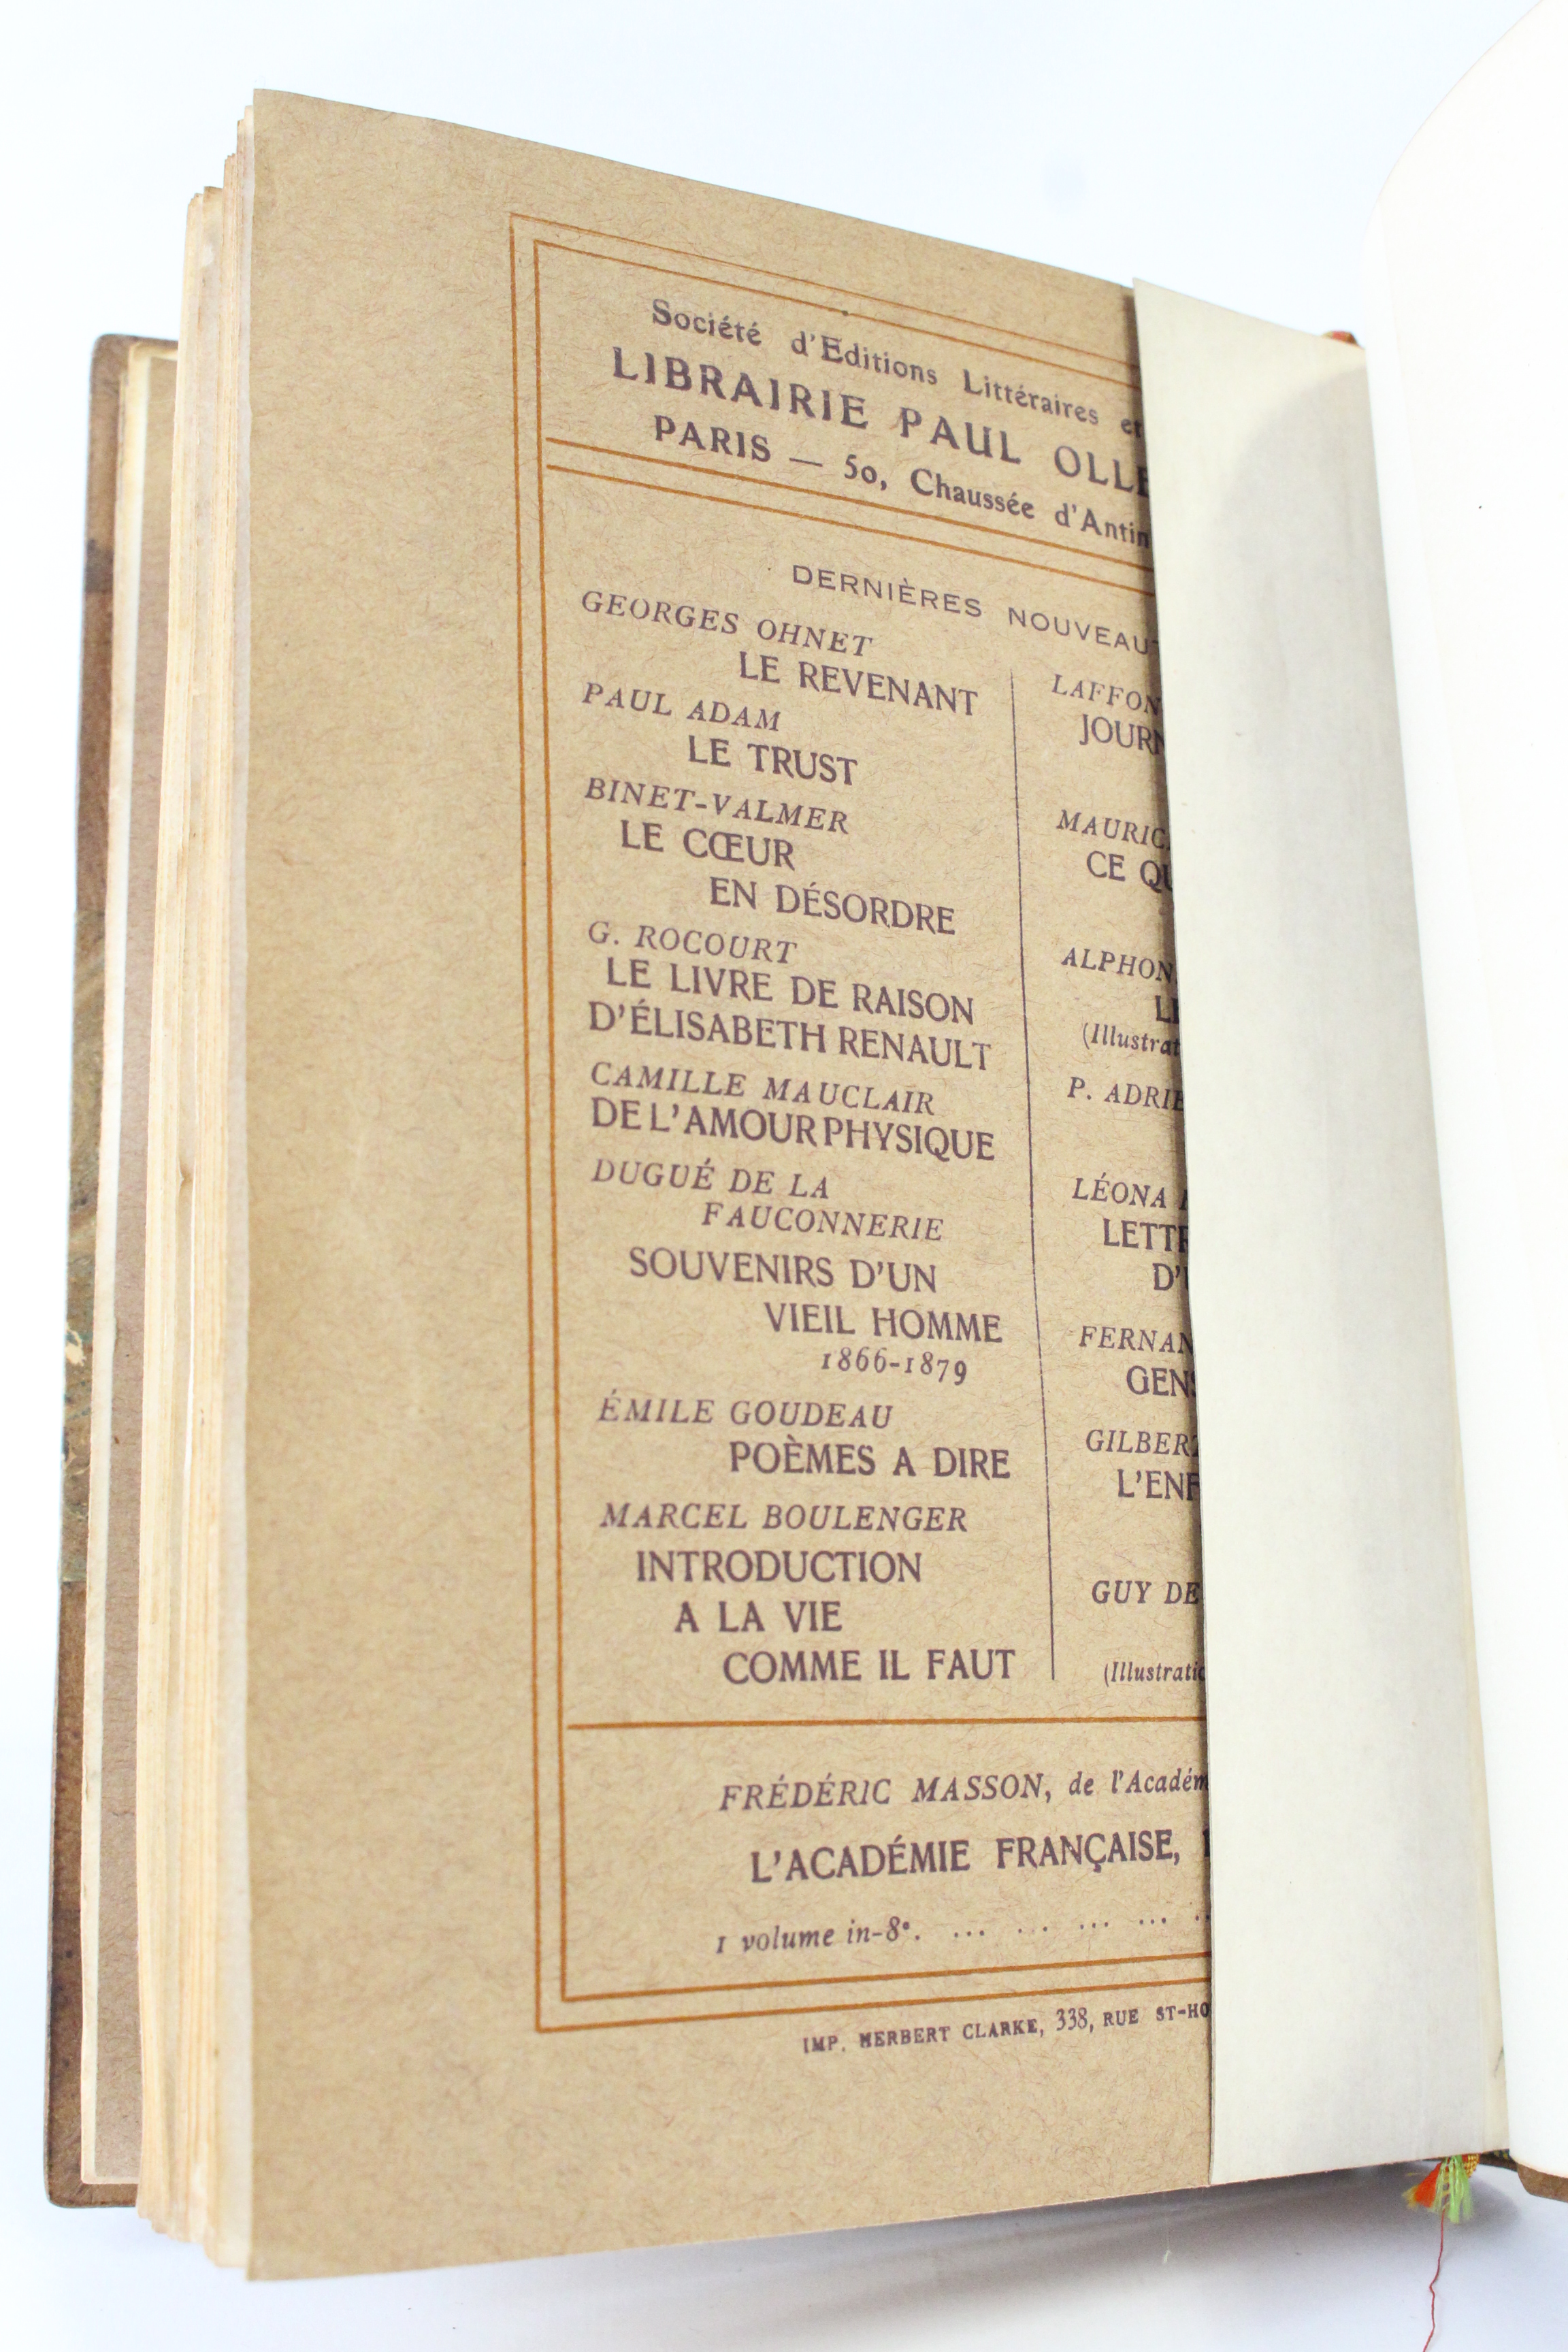 Société d'Editions Littéraires et
LIBRAIRIE PAUL OLLE
PARIS — 50, Chaussée d'Antin
DERNIÈRES NOUVEAU
GEORGES OHNET
LE REVENANT
PAUL ADAM
LE TRUST
BINET-VALMER
LE CŒUR
EN DÉSORDRE
G. ROCOURT
LE LIVRE DE RAISON
D'ÉLISABETH RENAULT
CAMILLE MAUCLAIR
DE L'AMOUR PHYSIQUE
DUGUÉ DE LA
FAUCONNERIE
SOUVENIRS D'UN
VIEIL HOMME
1866-1879
ÉMILE GOUDEAU
POÈMES A DIRE
MARCEL BOULENGER
INTRODUCTION
A LA VIE
COMME IL FAUT
LAFFON
JOURN
MAURIC
CE QU
ALPHON
(Illustrat
P. ADRIE
LÉONA
LETTR
D'
FERNAN
GENS
GILBERT
L'ENF
GUY DE
(Illustratio
FRÉDÉRIC MASSON, de l'Académ
L'ACADÉMIE FRANÇAISE,
1 volume in-8°. ... ... ... ...
IMP. HERBERT CLARKE, 338, RUE ST-HO